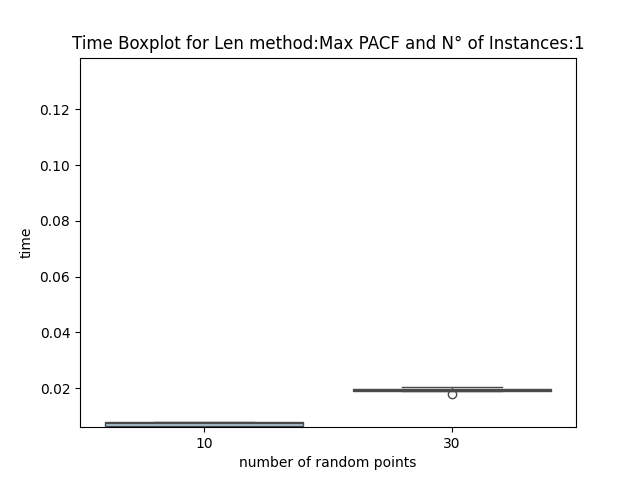 Time Boxplot for Len method:Max PACF and N° of Instances:1
0.12
0.10
0.08
0.06
0.04
0.02
time
10
30
number of random points